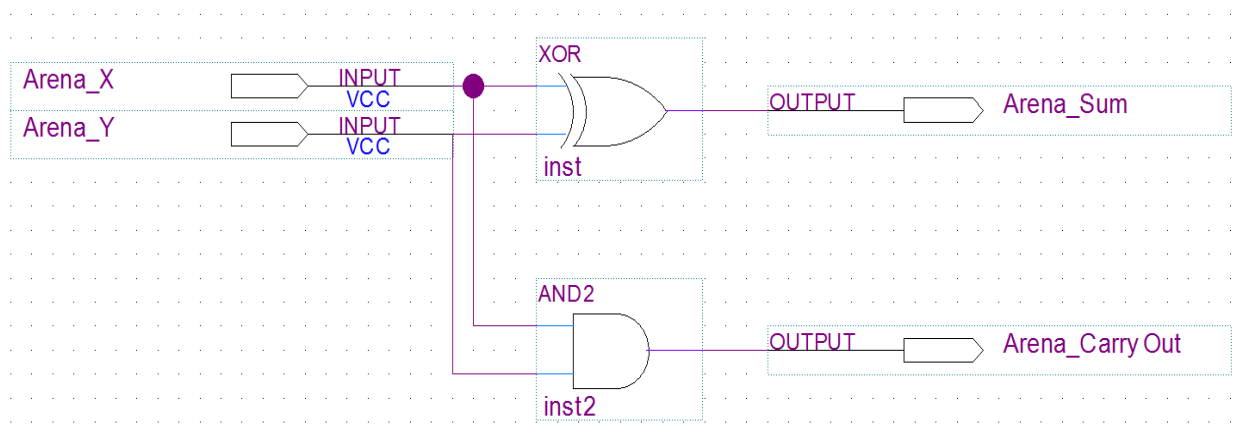 XOR
Arena_X INPUT
VCC
OUTPUT Arena_Sum
Arena_Y INPUT
VCC
inst
AND2
OUTPUT Arena_Carry Out
inst2